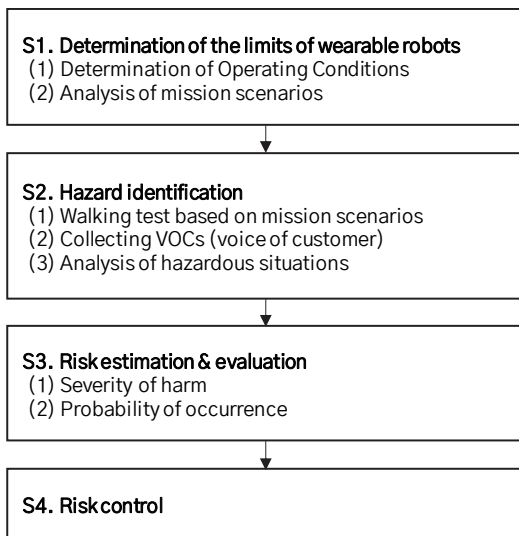 S1. Determination of the limits of wearable robots
(1) Determination of Operating Conditions
(2) Analysis of mission scenarios
S2. Hazard identification
(1) Walking test based on mission scenarios
(2) Collecting VOCs (voice of customer)
(3) Analysis of hazardous situations
S3. Risk estimation & evaluation
(1) Severity of harm
(2) Probability of occurrence
S4. Risk control